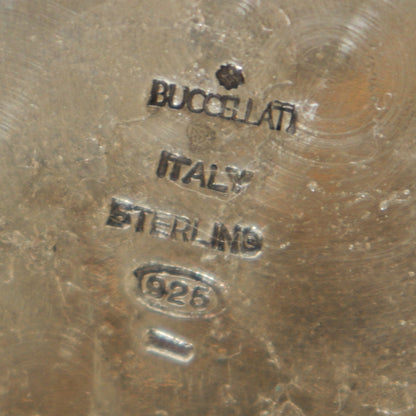 BUCCELLATI
ITALY
STERLING
925